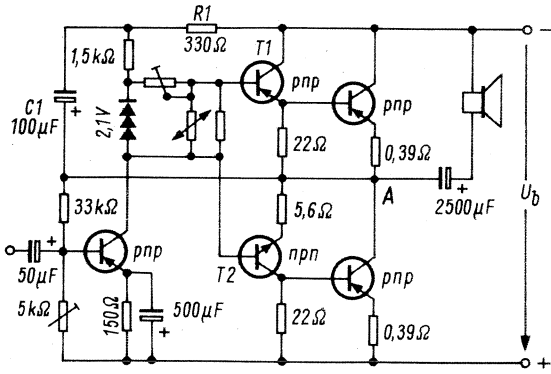 R1
330Ω
−
1,5kΩ
T1
pnp
pnp
C1
100µF
+
2,1V
22Ω
0,39Ω
33kΩ
A
+
2500µF
U_b
5,6Ω
+
50µF
pnp
T2
npn
pnp
5kΩ
150Ω
500µF
+
22Ω
0,39Ω
+